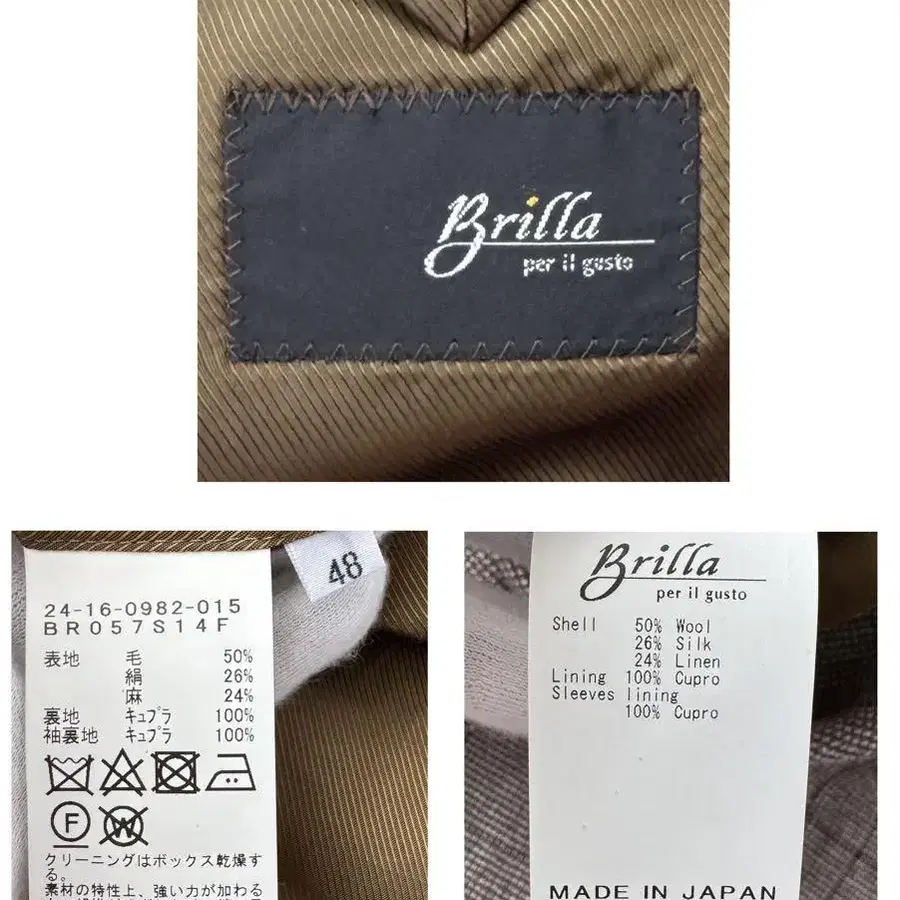 Brilla
per il gusto
48
24-16-0982-015
BR057S14F
表地 毛 50%
絹 26%
麻 24%
裏地 キュプラ 100%
袖裏地 キュプラ 100%
F
W
クリーニングはボックス乾燥す
る。
素材の特性上、強い力が加わる
Brilla
per il gusto
Shell 50% Wool
26% Silk
24% Linen
Lining 100% Cupro
Sleeves lining
100% Cupro
MADE IN JAPAN